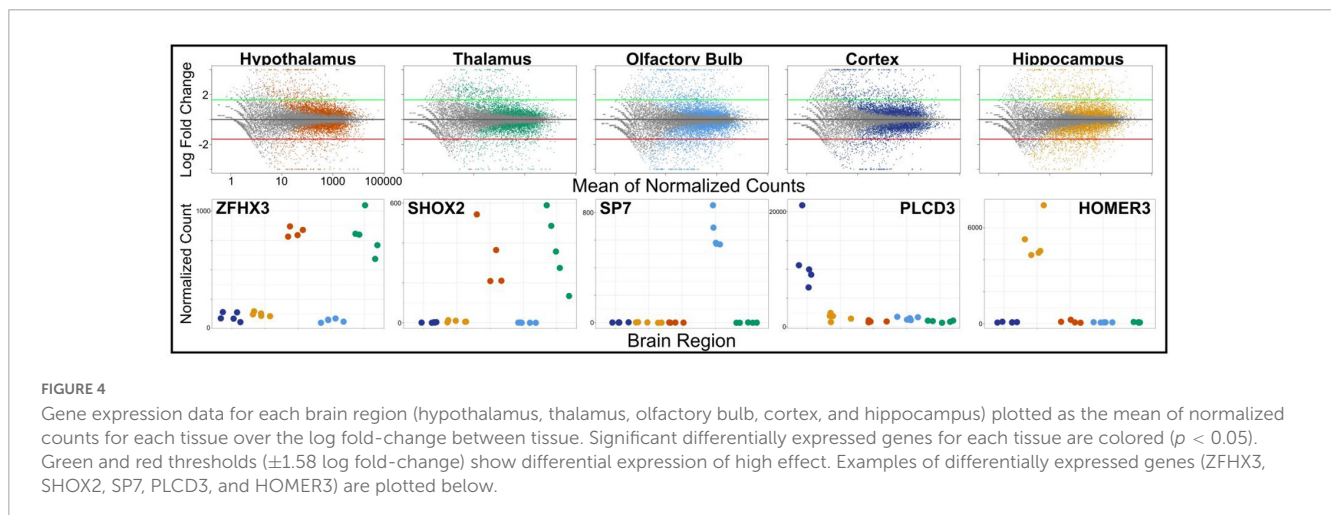 Hypothalamus Thalamus Olfactory Bulb Cortex Hippocampus
Log Fold Change
2
-2
1 10 1000 100000
Mean of Normalized Counts
ZFHX3 SHOX2 SP7 PLCD3 HOMER3
Normalized Count
1000
0
600
0
800
0
20000
0
6000
0
Brain Region
FIGURE 4
Gene expression data for each brain region (hypothalamus, thalamus, olfactory bulb, cortex, and hippocampus) plotted as the mean of normalized
counts for each tissue over the log fold-change between tissue. Significant differentially expressed genes for each tissue are colored (p < 0.05).
Green and red thresholds (±1.58 log fold-change) show differential expression of high effect. Examples of differentially expressed genes (ZFHX3,
SHOX2, SP7, PLCD3, and HOMER3) are plotted below.